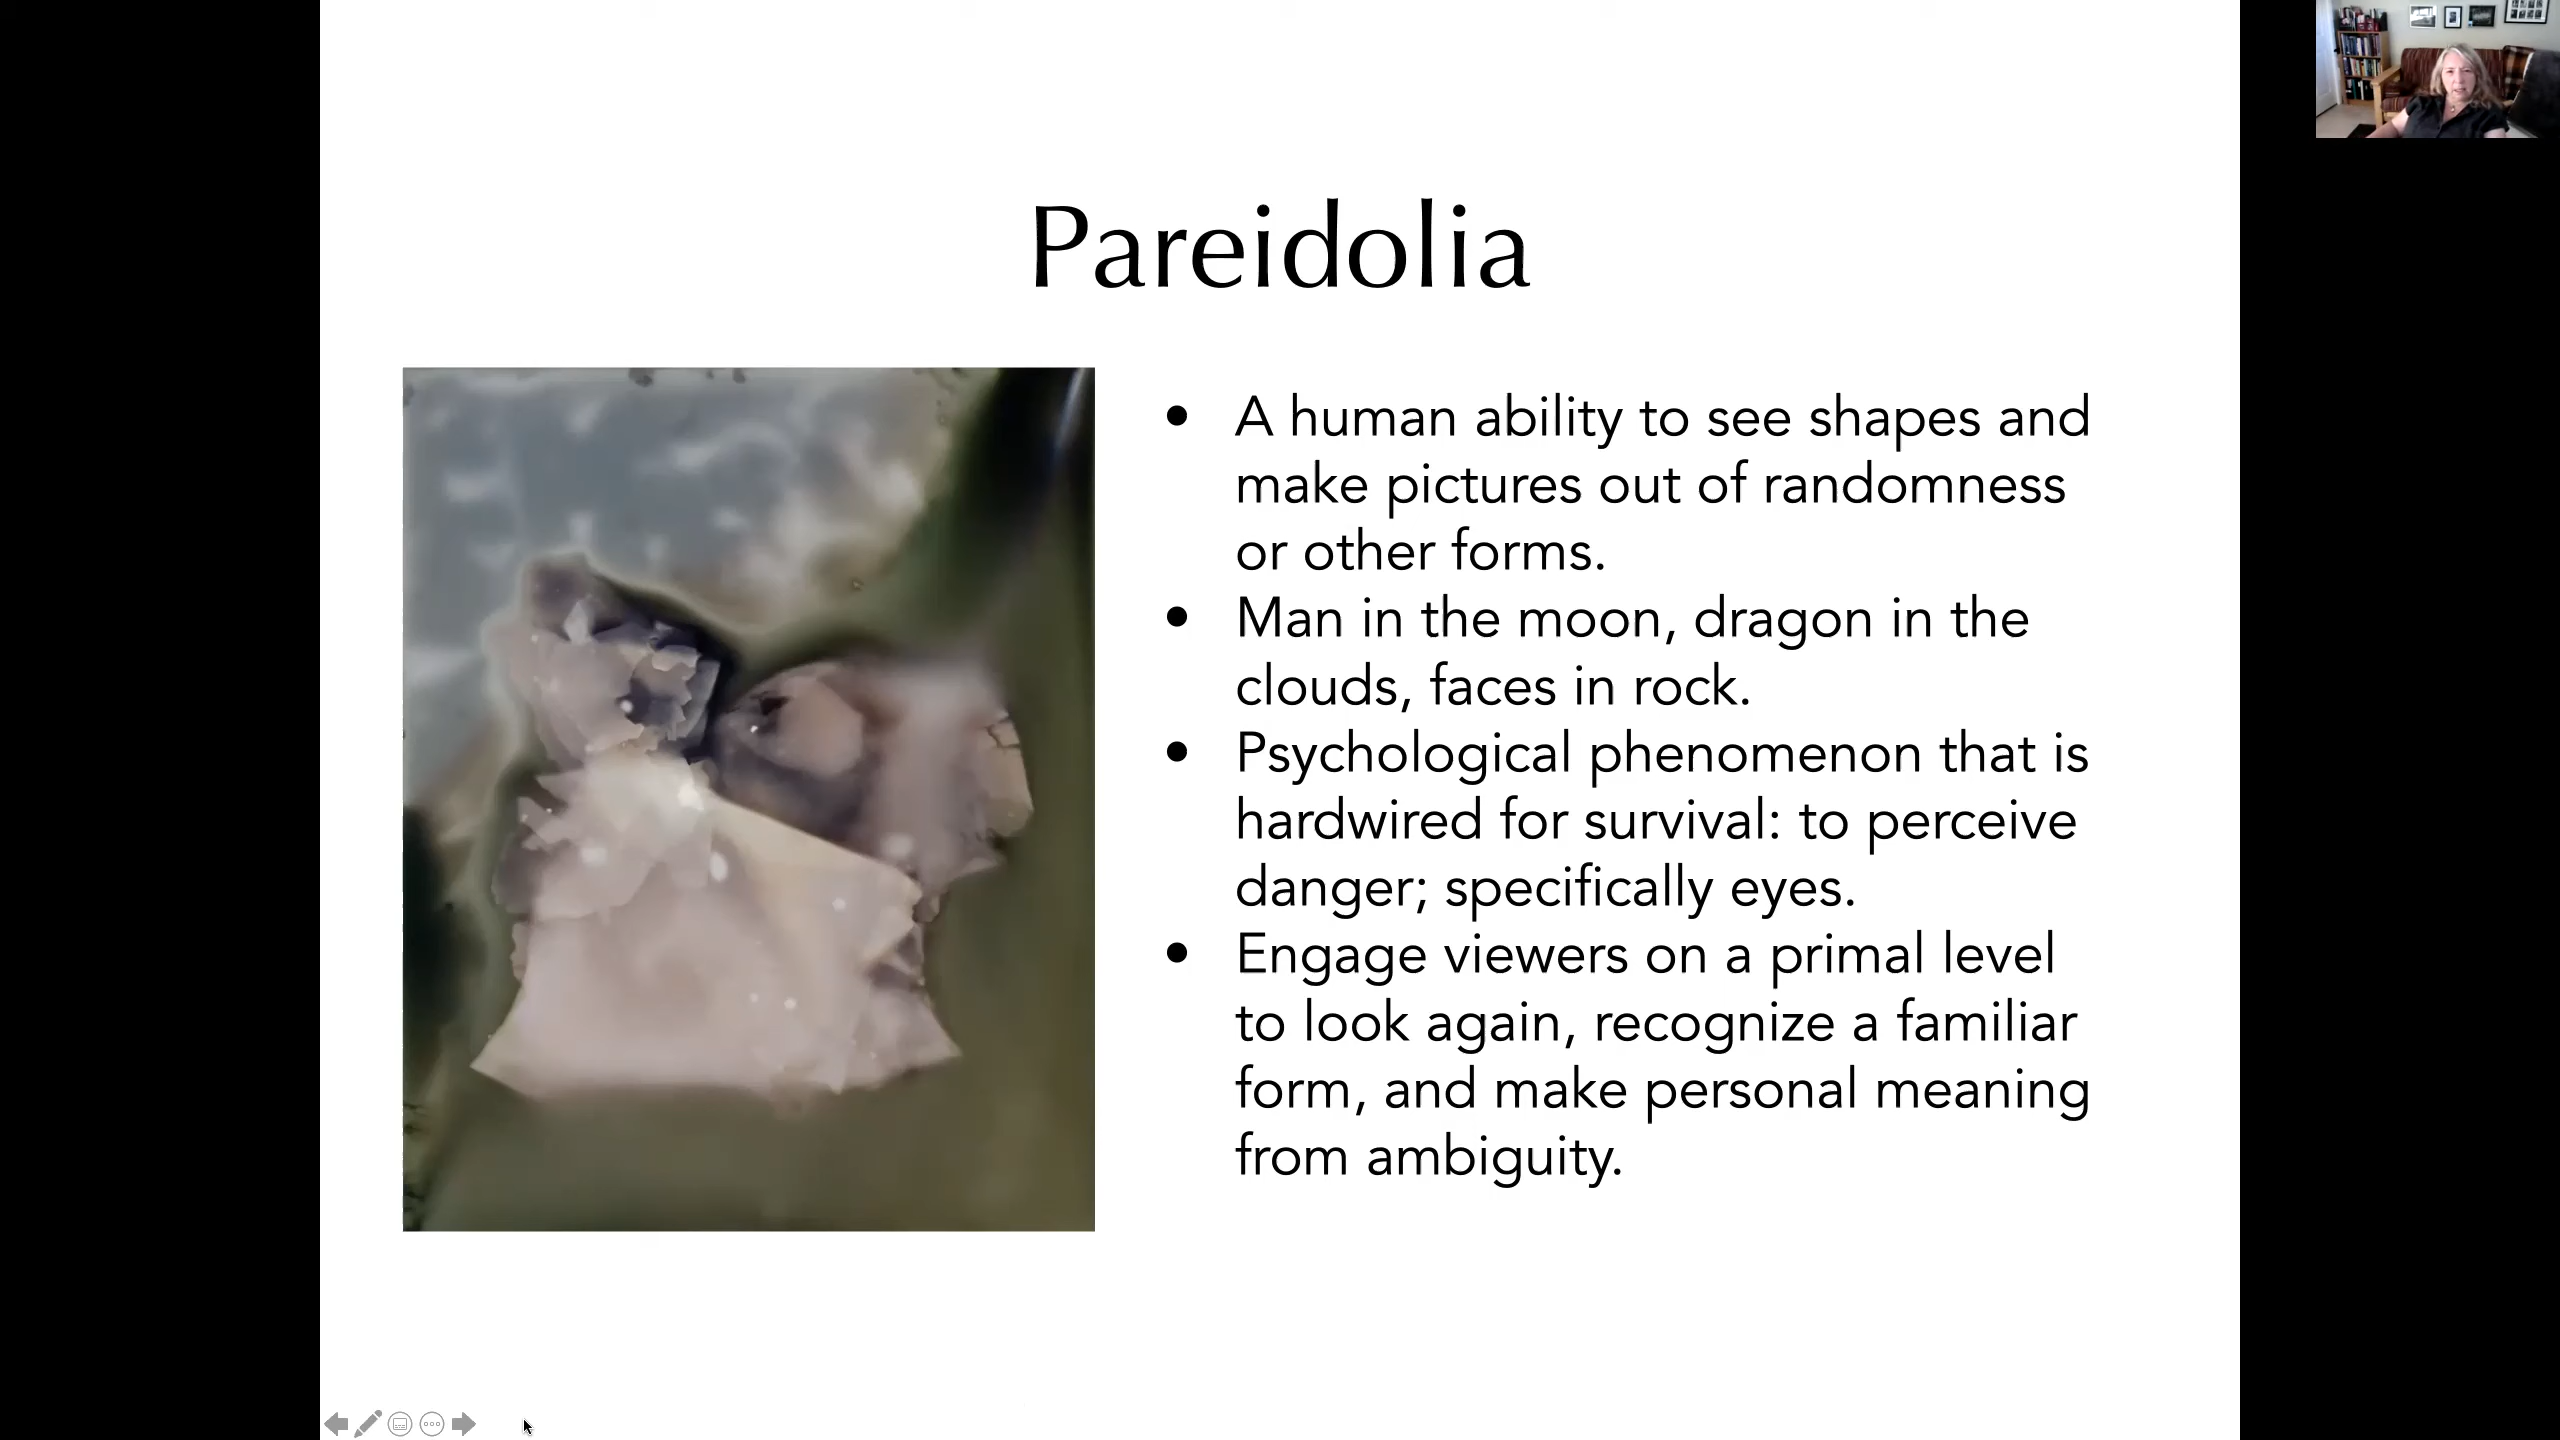 Pareidolia
• A human ability to see shapes and
make pictures out of randomness
or other forms.
• Man in the moon, dragon in the
clouds, faces in rock.
• Psychological phenomenon that is
hardwired for survival: to perceive
danger; specifically eyes.
• Engage viewers on a primal level
to look again, recognize a familiar
form, and make personal meaning
from ambiguity.